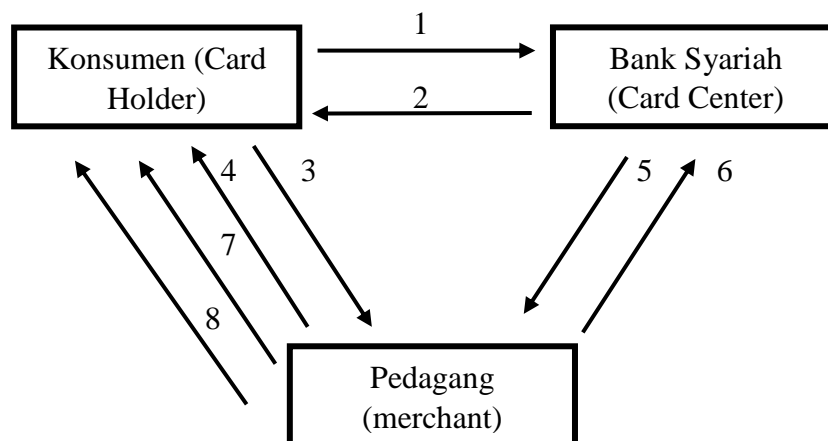 1
Konsumen (Card
Holder)
Bank Syariah
(Card Center)
2
4
3
5
6
7
8
Pedagang
(merchant)